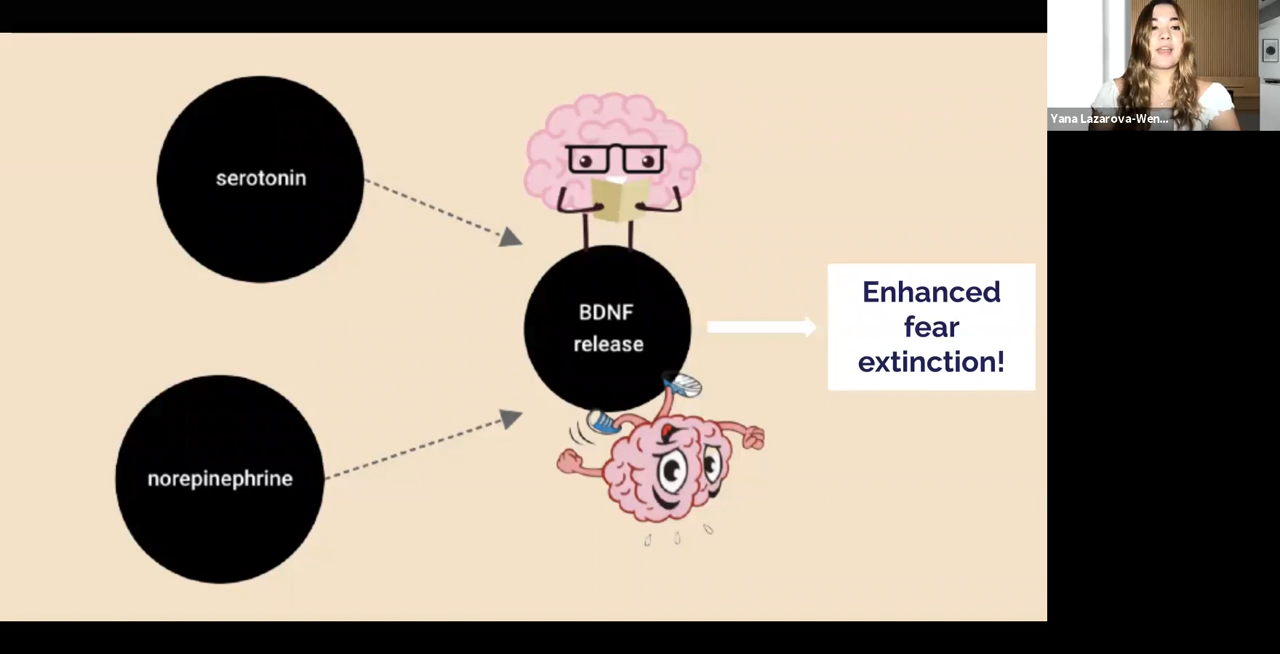 serotonin
BDNF
release
norepinephrine
Enhanced
fear
extinction!
Yana Lazarova-Wen...